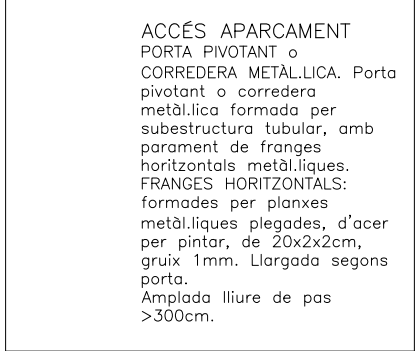 ACCÉS APARCAMENT
PORTA PIVOTANT o
CORREDERA METÀL.LICA. Porta
pivotant o corredera
metàl.lica formada per
subestructura tubular, amb
parament de franges
horitzontals metàl.liques.
FRANGES HORITZONTALS:
formades per planxes
metàl.liques plegades, d'acer
per pintar, de 20x2x2cm,
gruix 1mm. Llargada segons
porta.
Amplada lliure de pas
>300cm.